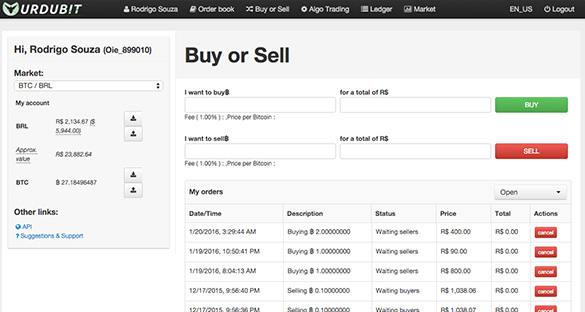 URDUBIT
Rodrigo Souza Order book Buy or Sell Algo Trading Ledger Market EN_US Logout
Hi, Rodrigo Souza (Oie_899010)
Market:
BTC / BRL
My account
BRL R$ 2,134.67 ($ 5,944.00)
Approx. value R$ 23,882.64
BTC ฿ 27.18496487
Other links:
API
Suggestions & Support
Buy or Sell
I want to buy฿ for a total of R$
BUY
Fee ( 1.00% ) : ,Price per Bitcoin :
I want to sell฿ for a total of R$
SELL
Fee ( 1.00% ) : ,Price per Bitcoin :
My orders Open
Date/Time Description Status Price Total Actions
1/20/2016, 3:29:44 AM Buying ฿ 2.00000000 Waiting sellers R$ 400.00 R$ 0.00 cancel
1/19/2016, 10:50:41 PM Buying ฿ 1.00000000 Waiting sellers R$ 90.00 R$ 0.00 cancel
1/19/2016, 8:04:13 AM Buying ฿ 1.00000000 Waiting sellers R$ 800.00 R$ 0.00 cancel
12/17/2015, 9:56:40 PM Selling ฿ 0.10000000 Waiting buyers R$ 1,038.06 R$ 0.00 cancel
12/17/2015, 9:56:36 PM Selling ฿ 0.10000000 Waiting buyers R$ 1,038.07 R$ 0.00 cancel